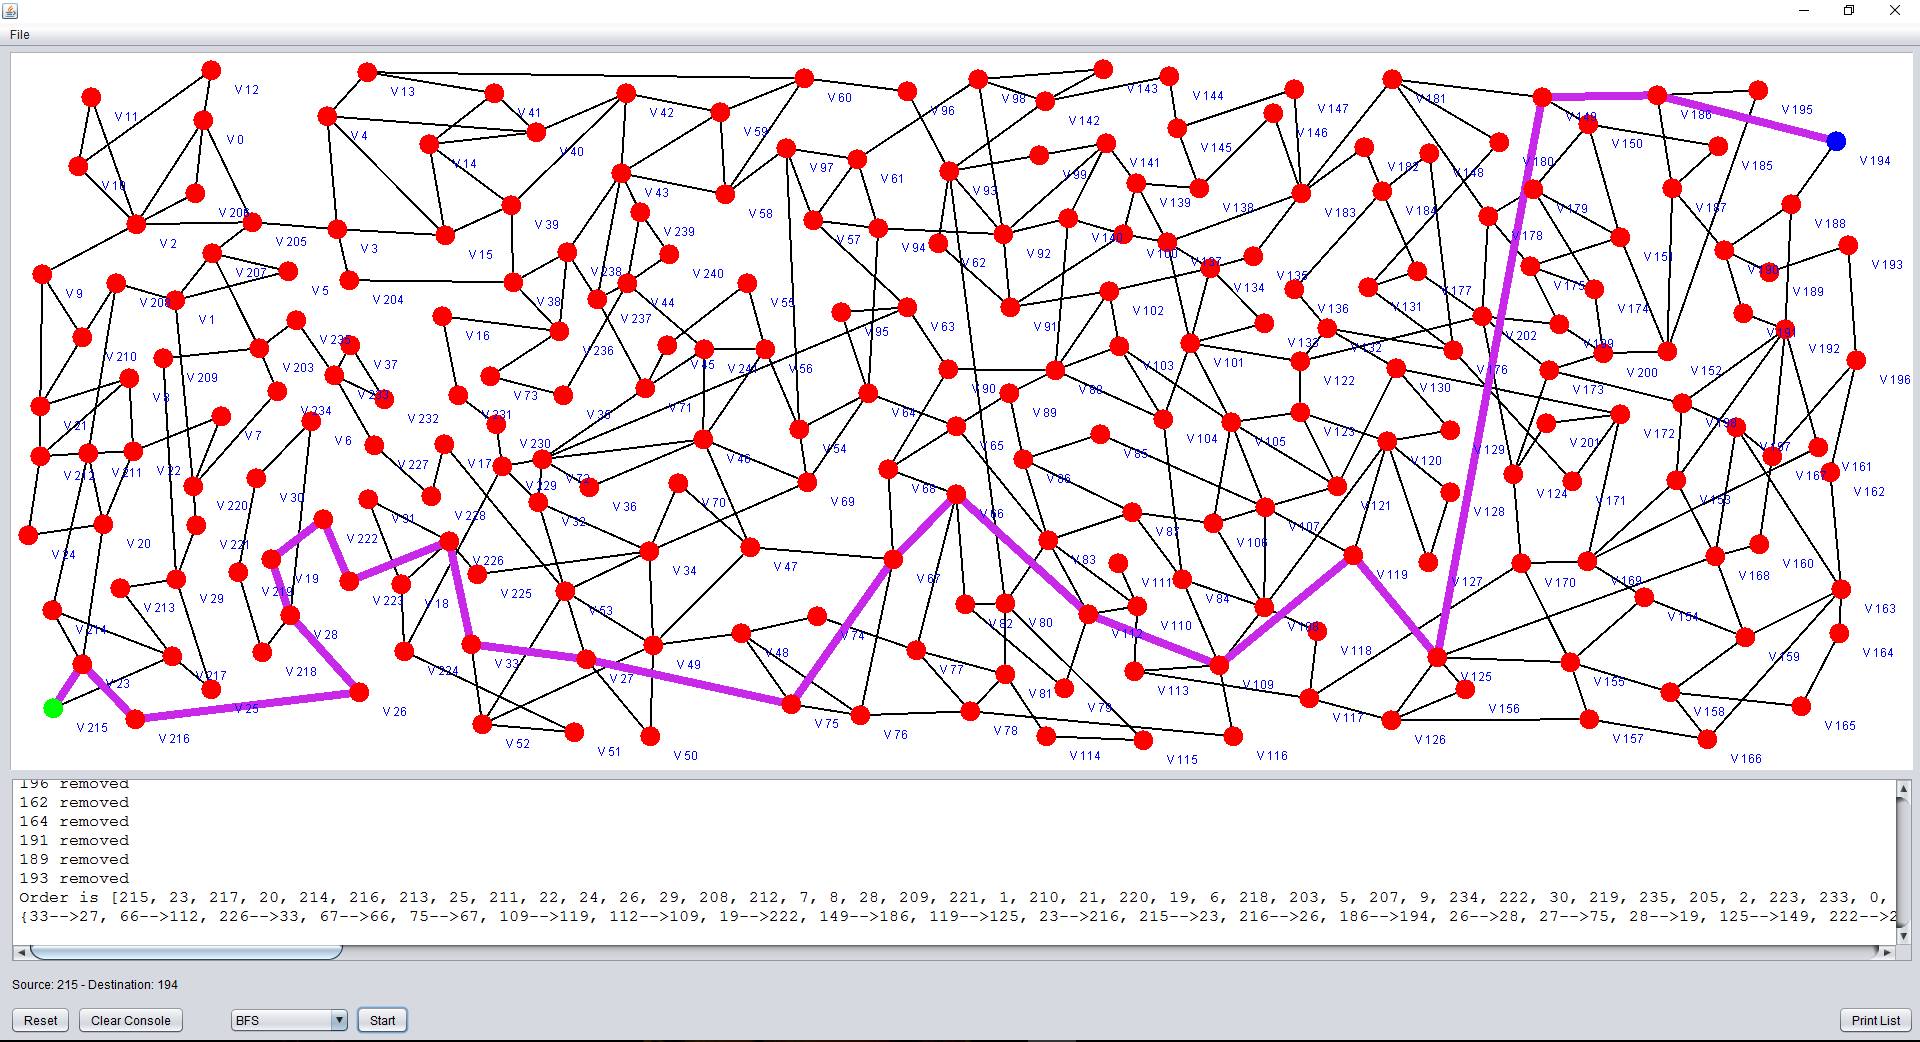 File
V 12
V 13
V 11
V 0
V 4
V 41
V 42
V 40
V 14
V 59
V 60
V 96
V 98
V 143
V 142
V 144
V 147
V 146
V 145
V 181
V 149
V 186
V 195
V 150
V 185
V 194
V 10
V 206
V 43
V 97
V 61
V 93
V 99
V 141
V 139
V 138
V 182
V 148
V 180
V 183
V 184
V 179
V 187
V 188
V 2
V 205
V 3
V 15
V 39
V 239
V 58
V 57
V 94
V 62
V 92
V 140
V 100
V 137
V 178
V 151
V 190
V 193
V 9
V 208
V 207
V 5
V 204
V 1
V 38
V 238
V 237
V 44
V 240
V 55
V 95
V 63
V 91
V 102
V 134
V 135
V 136
V 131
V 177
V 175
V 174
V 189
V 210
V 209
V 203
V 235
V 37
V 16
V 236
V 45
V 241
V 56
V 90
V 88
V 103
V 101
V 133
V 132
V 202
V 199
V 200
V 152
V 191
V 192
V 196
V 8
V 21
V 7
V 234
V 6
V 233
V 232
V 231
V 73
V 35
V 71
V 54
V 64
V 65
V 89
V 104
V 105
V 122
V 123
V 130
V 176
V 173
V 172
V 201
V 198
V 197
V 161
V 167
V 162
V 212
V 211
V 22
V 220
V 30
V 227
V 17
V 230
V 229
V 72
V 36
V 46
V 70
V 69
V 68
V 66
V 86
V 85
V 87
V 106
V 107
V 121
V 120
V 129
V 128
V 124
V 171
V 153
V 24
V 20
V 221
V 222
V 31
V 228
V 226
V 32
V 34
V 47
V 67
V 83
V 111
V 84
V 119
V 127
V 170
V 169
V 168
V 160
V 163
V 214
V 213
V 29
V 219
V 19
V 28
V 223
V 18
V 225
V 53
V 74
V 82
V 80
V 112
V 110
V 118
V 154
V 164
V 23
V 217
V 218
V 224
V 33
V 27
V 49
V 48
V 77
V 81
V 79
V 113
V 109
V 125
V 155
V 159
V 215
V 216
V 25
V 26
V 52
V 51
V 50
V 75
V 76
V 78
V 114
V 115
V 116
V 117
V 126
V 156
V 157
V 158
V 165
V 166
196 removed
162 removed
164 removed
191 removed
189 removed
193 removed
Order is [215, 23, 217, 20, 214, 216, 213, 25, 211, 22, 24, 26, 29, 208, 212, 7, 8, 28, 209, 221, 1, 210, 21, 220, 19, 6, 218, 203, 5, 207, 9, 234, 222, 30, 219, 235, 205, 2, 223, 233, 0,
{33-->27, 66-->112, 226-->33, 67-->66, 75-->67, 109-->119, 112-->109, 19-->222, 149-->186, 119-->125, 23-->216, 215-->23, 216-->26, 186-->194, 26-->28, 27-->75, 28-->19, 125-->149, 222-->2
Source: 215 - Destination: 194
Reset
Clear Console
BFS
Start
Print List